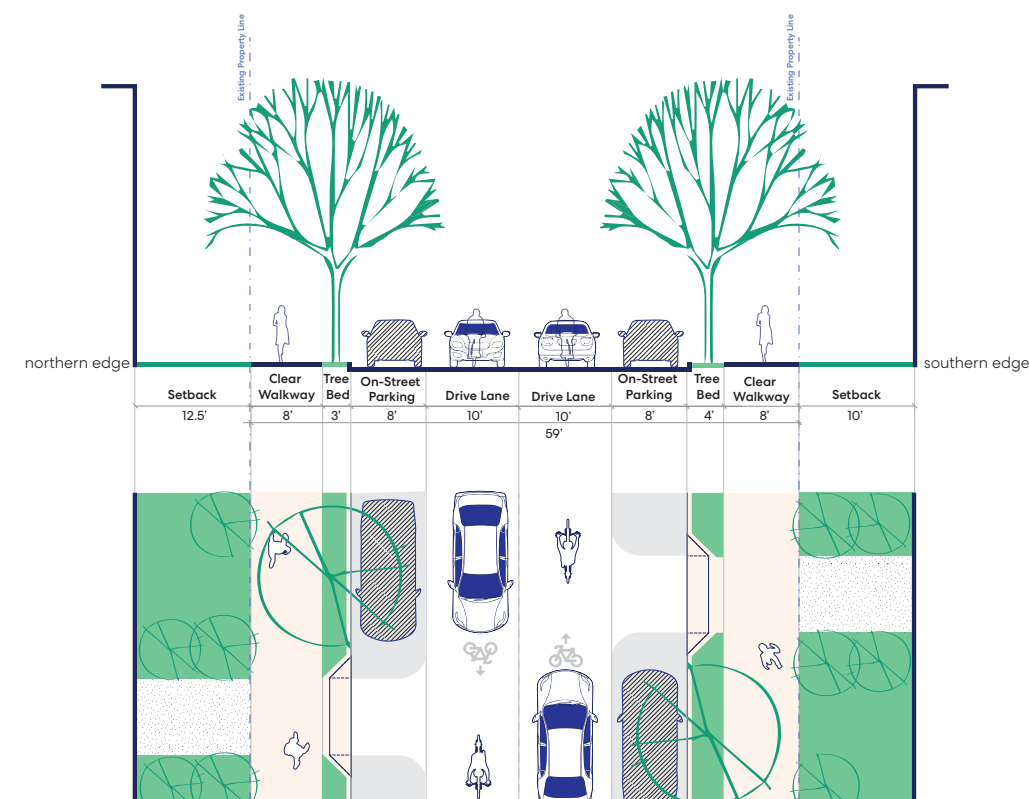 Existing Property Line
Existing Property Line
northern edge
southern edge
Setback
Clear
Walkway
Tree
Bed
On-Street
Parking
Drive Lane
Drive Lane
On-Street
Parking
Tree
Bed
Clear
Walkway
Setback
12.5’
8’
3’
8’
10’
10’
8’
4’
8’
10’
59’